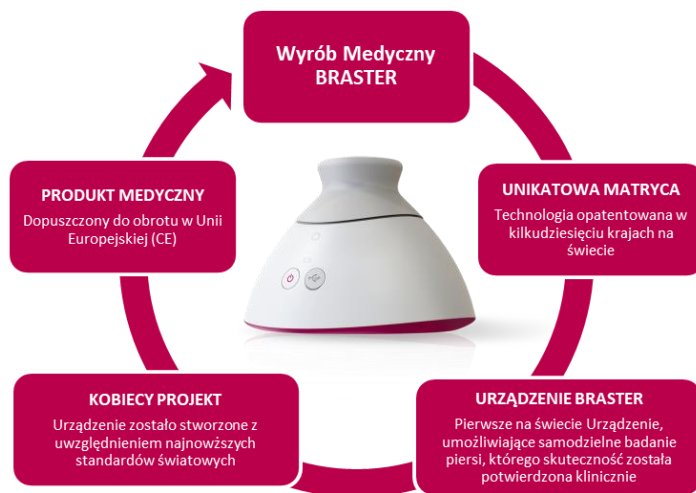 Wyrób Medyczny
BRASTER
UNIKATOWA MATRYCA
Technologia opatentowana w
kilkudziesięciu krajach na
świecie
URZĄDZENIE BRASTER
Pierwsze na świecie Urządzenie,
umożliwiające samodzielne badanie
piersi, którego skuteczność została
potwierdzona klinicznie
KOBIECY PROJEKT
Urządzenie zostało stworzone z
uwzględnieniem najnowższych
standardów światowych
PRODUKT MEDYCZNY
Dopuszczony do obrotu w Unii
Europejskiej (CE)